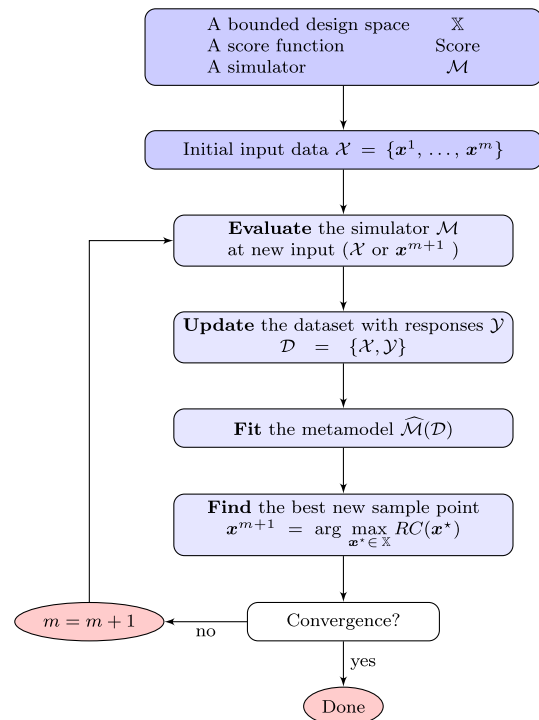 A bounded design space 𝕏
A score function Score
A simulator ℳ
Initial input data 𝒳 = {𝒙¹, …, 𝒙ᵐ}
Evaluate the simulator ℳ
at new input (𝒳 or 𝒙ᵐ⁺¹ )
Update the dataset with responses 𝒴
𝒟 = {𝒳, 𝒴}
Fit the metamodel ℳ̂(𝒟)
Find the best new sample point
𝒙ᵐ⁺¹ = arg max RC(𝒙⋆)
𝒙⋆∈𝕏
Convergence?
no
m = m + 1
yes
Done